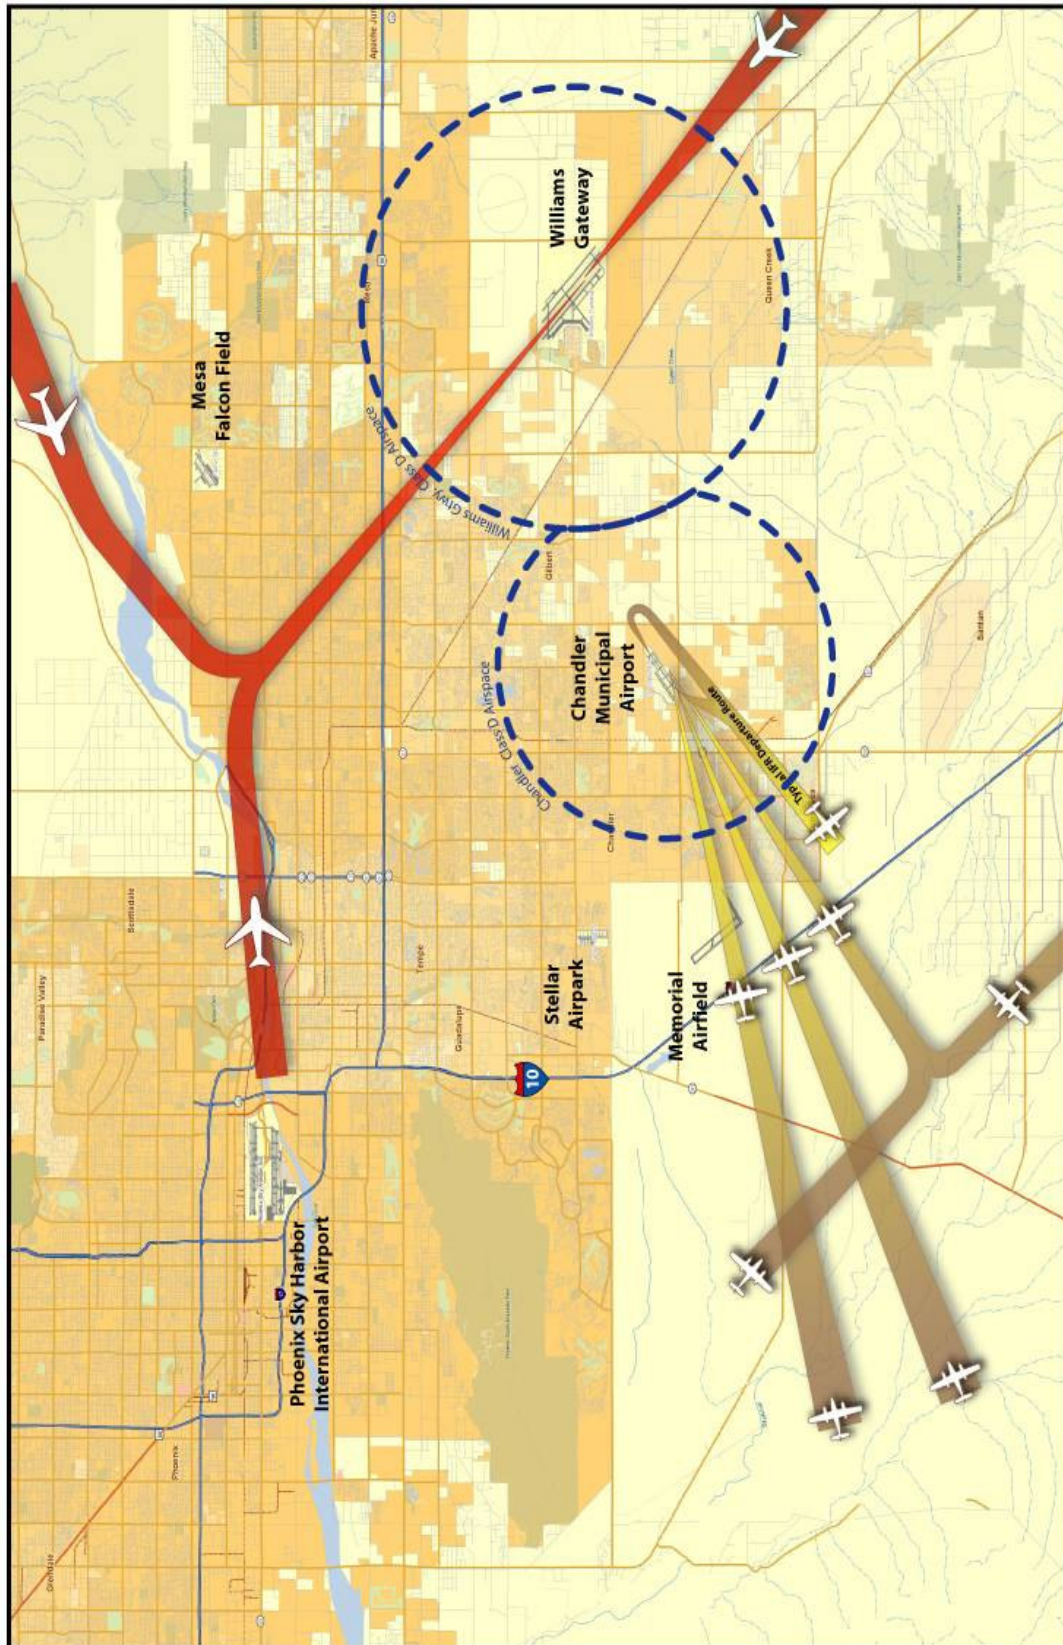 Mesa
Falcon Field
Williams
Gateway
Williams Gtwy. Class D Airspace
Queen Creek
Gilbert
Chandler
Municipal
Airport
Chandler Class D Airspace
Typical IFR Departure Route
Chandler
Scottsdale
Paradise Valley
Tempe
Guadalupe
Stellar
Airpark
Memorial
Airfield
10
Phoenix Sky Harbor
International Airport
Phoenix
Glendale
Apache Jun
Mesa
Santan